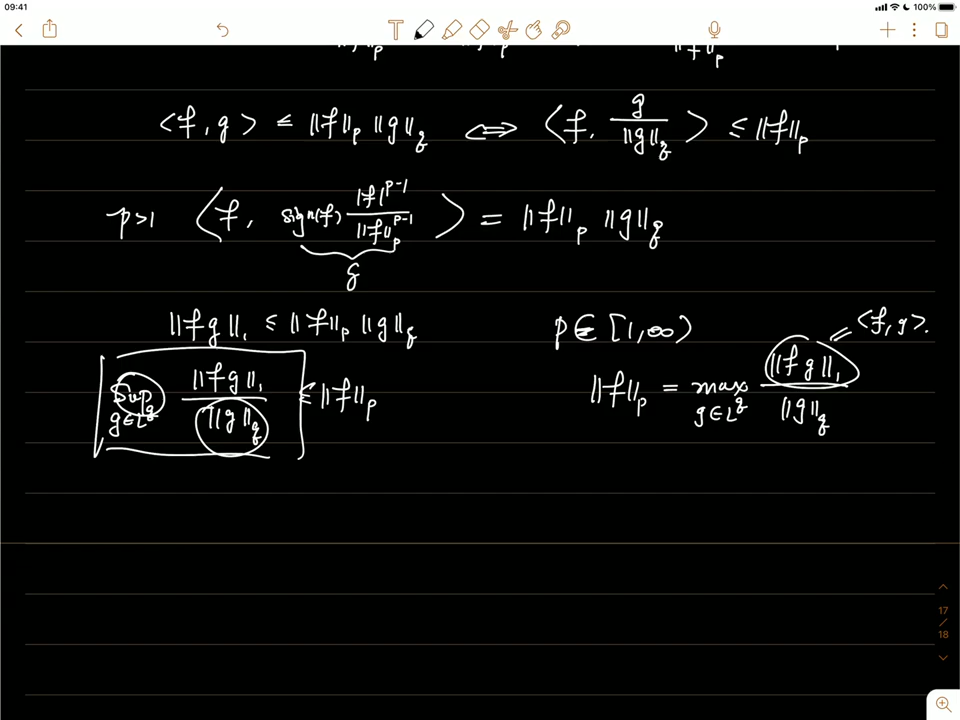 09:41 100%
‖f‖_p
<f, g> ≤ ‖f‖_p ‖g‖_q ⟺ <f, g/‖g‖_q> ≤ ‖f‖_p
p>1 <f, sign(f) |f|^{p-1}/‖f‖_p^{p-1}> = ‖f‖_p ‖g‖_q
g
‖fg‖_1 ≤ ‖f‖_p ‖g‖_q p∈[1,∞) = <f,g>.
Sup_{g∈L^q} ‖fg‖_1/‖g‖_q ≤ ‖f‖_p ‖f‖_p = max_{g∈L^q} ‖fg‖_1/‖g‖_q
17
/
18